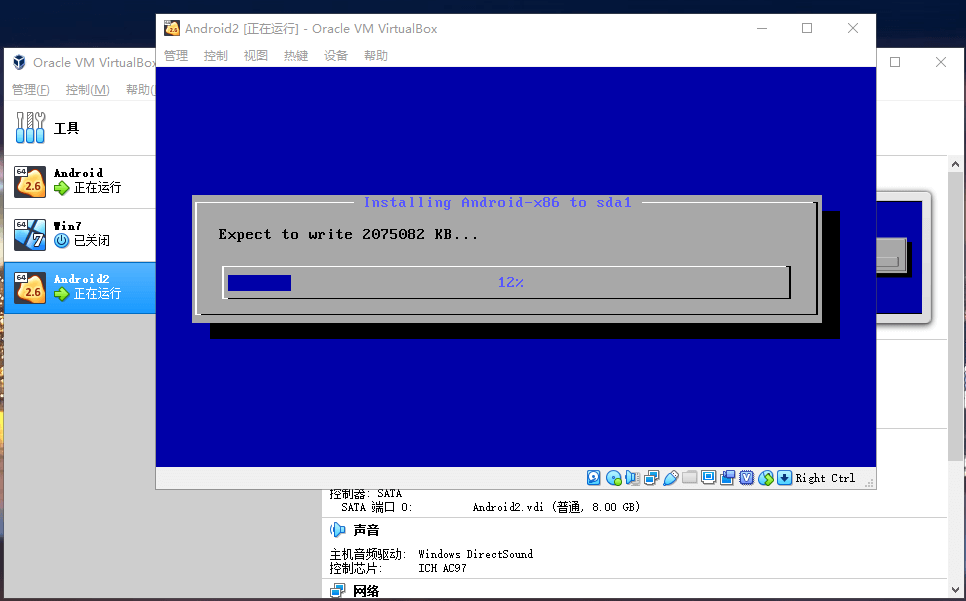 Android2 [正在运行] - Oracle VM VirtualBox
管理 控制 视图 热键 设备 帮助
Oracle VM VirtualBox
管理(F) 控制(M) 帮助(
工具
64
2.6
Android
正在运行
64
7
Win7
已关闭
64
2.6
Android2
正在运行
Installing Android-x86 to sda1
Expect to write 2075082 KB...
12%
Right Ctrl
控制器: SATA
SATA 端口 0: Android2.vdi (普通, 8.00 GB)
声音
主机音频驱动: Windows DirectSound
控制芯片: ICH AC97
网络